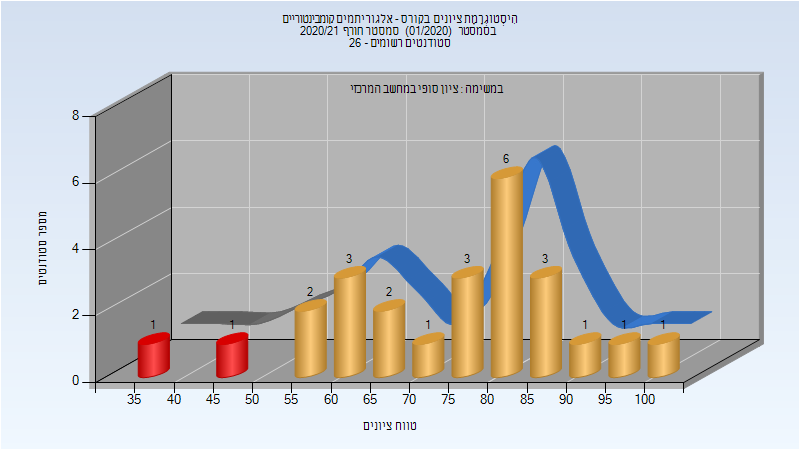 היסטוגרמת ציונים בקורס - אלגוריתמים קומבינטוריים
בסמסטר (01/2020) סמסטר חורף 2020/21
סטודנטים רשומים - 26
במשימה : ציון סופי במחשב המרכזי
מספר סטודנטים
8
6
4
2
0
1 1 2 3 2 1 3 6 3 1 1 1
35 40 45 50 55 60 65 70 75 80 85 90 95 100
טווח ציונים